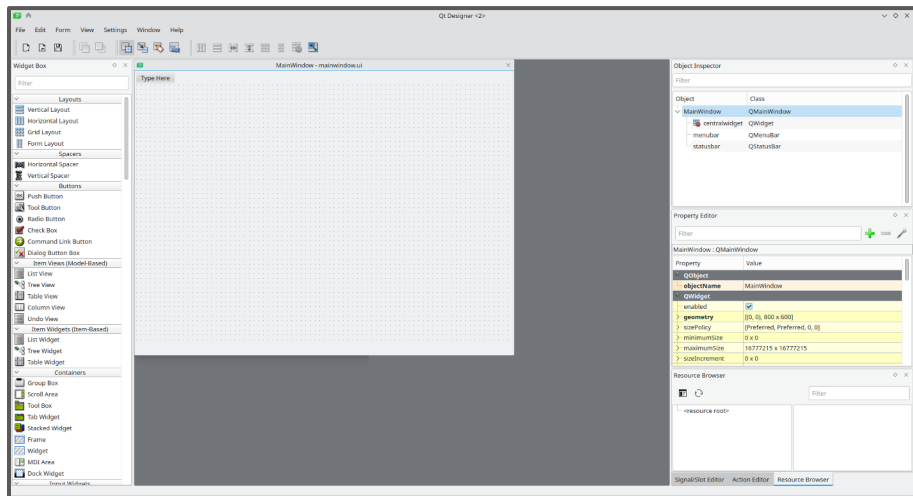 Qt Designer <2>
File Edit Form View Settings Window Help
Widget Box
Filter
Layouts
Vertical Layout
Horizontal Layout
Grid Layout
Form Layout
Spacers
Horizontal Spacer
Vertical Spacer
Buttons
Push Button
Tool Button
Radio Button
Check Box
Command Link Button
Dialog Button Box
Item Views (Model-Based)
List View
Tree View
Table View
Column View
Undo View
Item Widgets (Item-Based)
List Widget
Tree Widget
Table Widget
Containers
Group Box
Scroll Area
Tool Box
Tab Widget
Stacked Widget
Frame
Widget
MDI Area
Dock Widget
Input Widgets
MainWindow - mainwindow.ui
Type Here
Object Inspector
Filter
Object Class
MainWindow QMainWindow
centralwidget QWidget
menubar QMenuBar
statusbar QStatusBar
Property Editor
Filter
MainWindow : QMainWindow
Property Value
QObject
objectName MainWindow
QWidget
enabled
geometry [(0, 0), 800 x 600]
sizePolicy [Preferred, Preferred, 0, 0]
minimumSize 0 x 0
maximumSize 16777215 x 16777215
sizeIncrement 0 x 0
Resource Browser
Filter
<resource root>
Signal/Slot Editor Action Editor Resource Browser